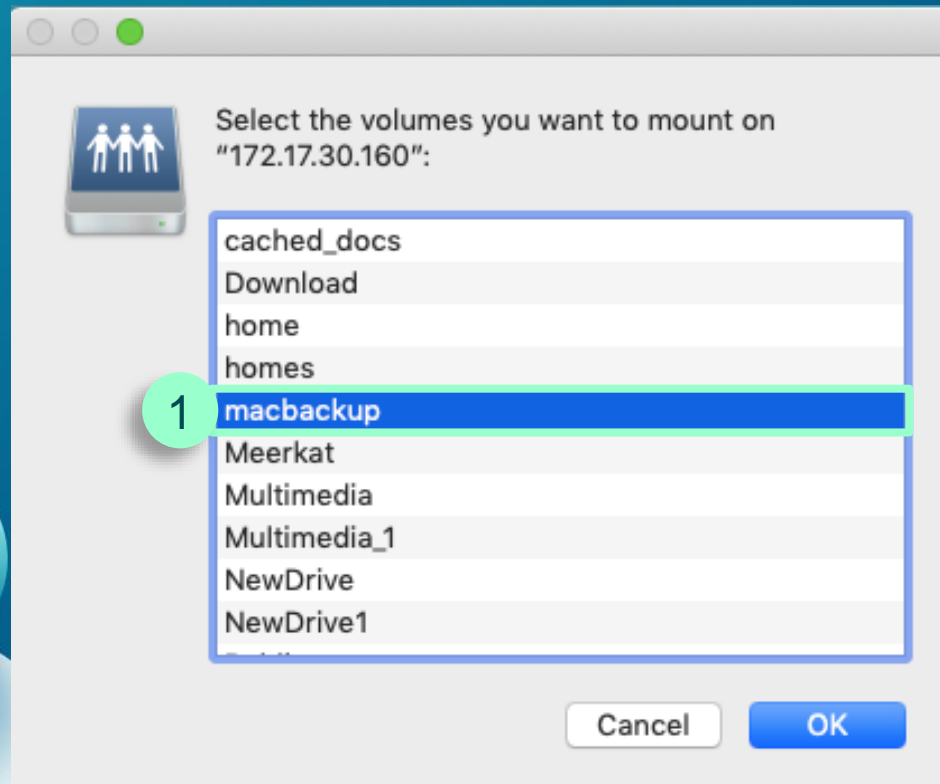 Select the volumes you want to mount on
“172.17.30.160”:
cached_docs
Download
home
homes
1 macbackup
Meerkat
Multimedia
Multimedia_1
NewDrive
NewDrive1
Cancel OK